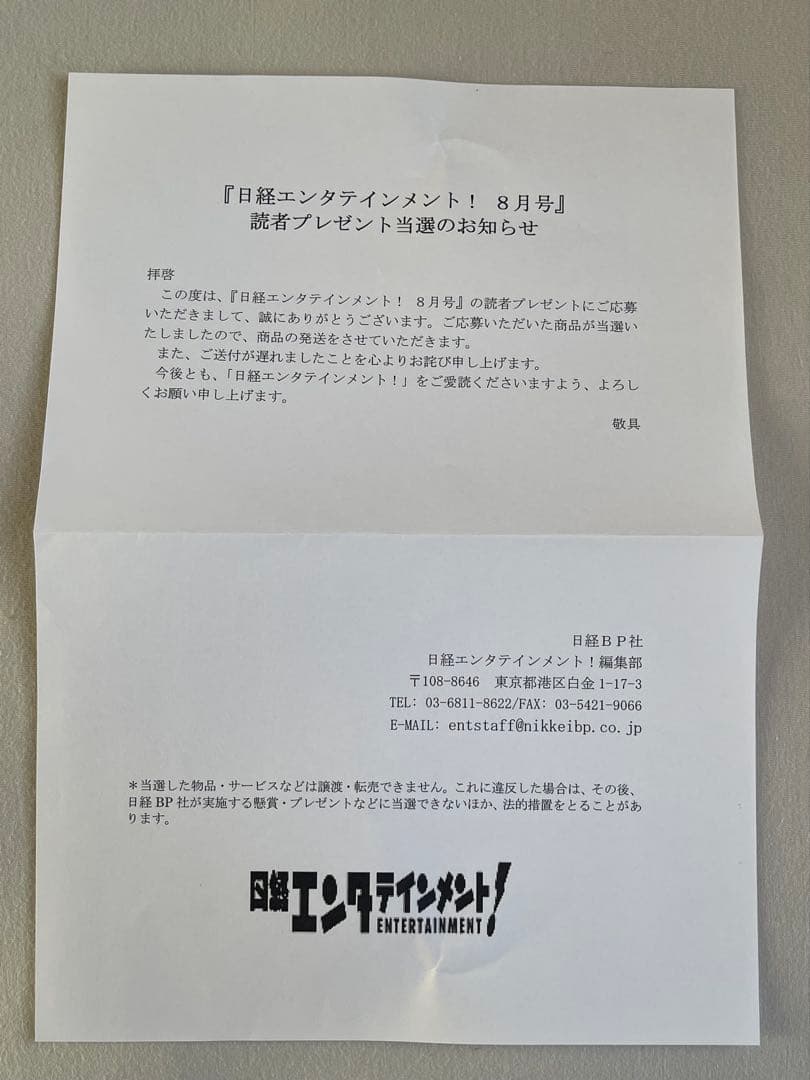 『日経エンタテインメント！ ８月号』
読者プレゼント当選のお知らせ
拝啓
この度は、『日経エンタテインメント！ ８月号』の読者プレゼントにご応募
いただきまして、誠にありがとうございます。ご応募いただいた商品が当選い
たしましたので、商品の発送をさせていただきます。
また、ご送付が遅れましたことを心よりお詫び申し上げます。
今後とも、「日経エンタテインメント！」をご愛読くださいますよう、よろし
くお願い申し上げます。
敬具
日経ＢＰ社
日経エンタテインメント！編集部
〒108-8646 東京都港区白金 1-17-3
TEL: 03-6811-8622/FAX: 03-5421-9066
E-MAIL: entstaff@nikkeibp.co.jp
＊当選した物品・サービスなどは譲渡・転売できません。これに違反した場合は、その後、
日経 BP 社が実施する懸賞・プレゼントなどに当選できないほか、法的措置をとることがあ
ります。
日経エンタテインメント！
ENTERTAINMENT